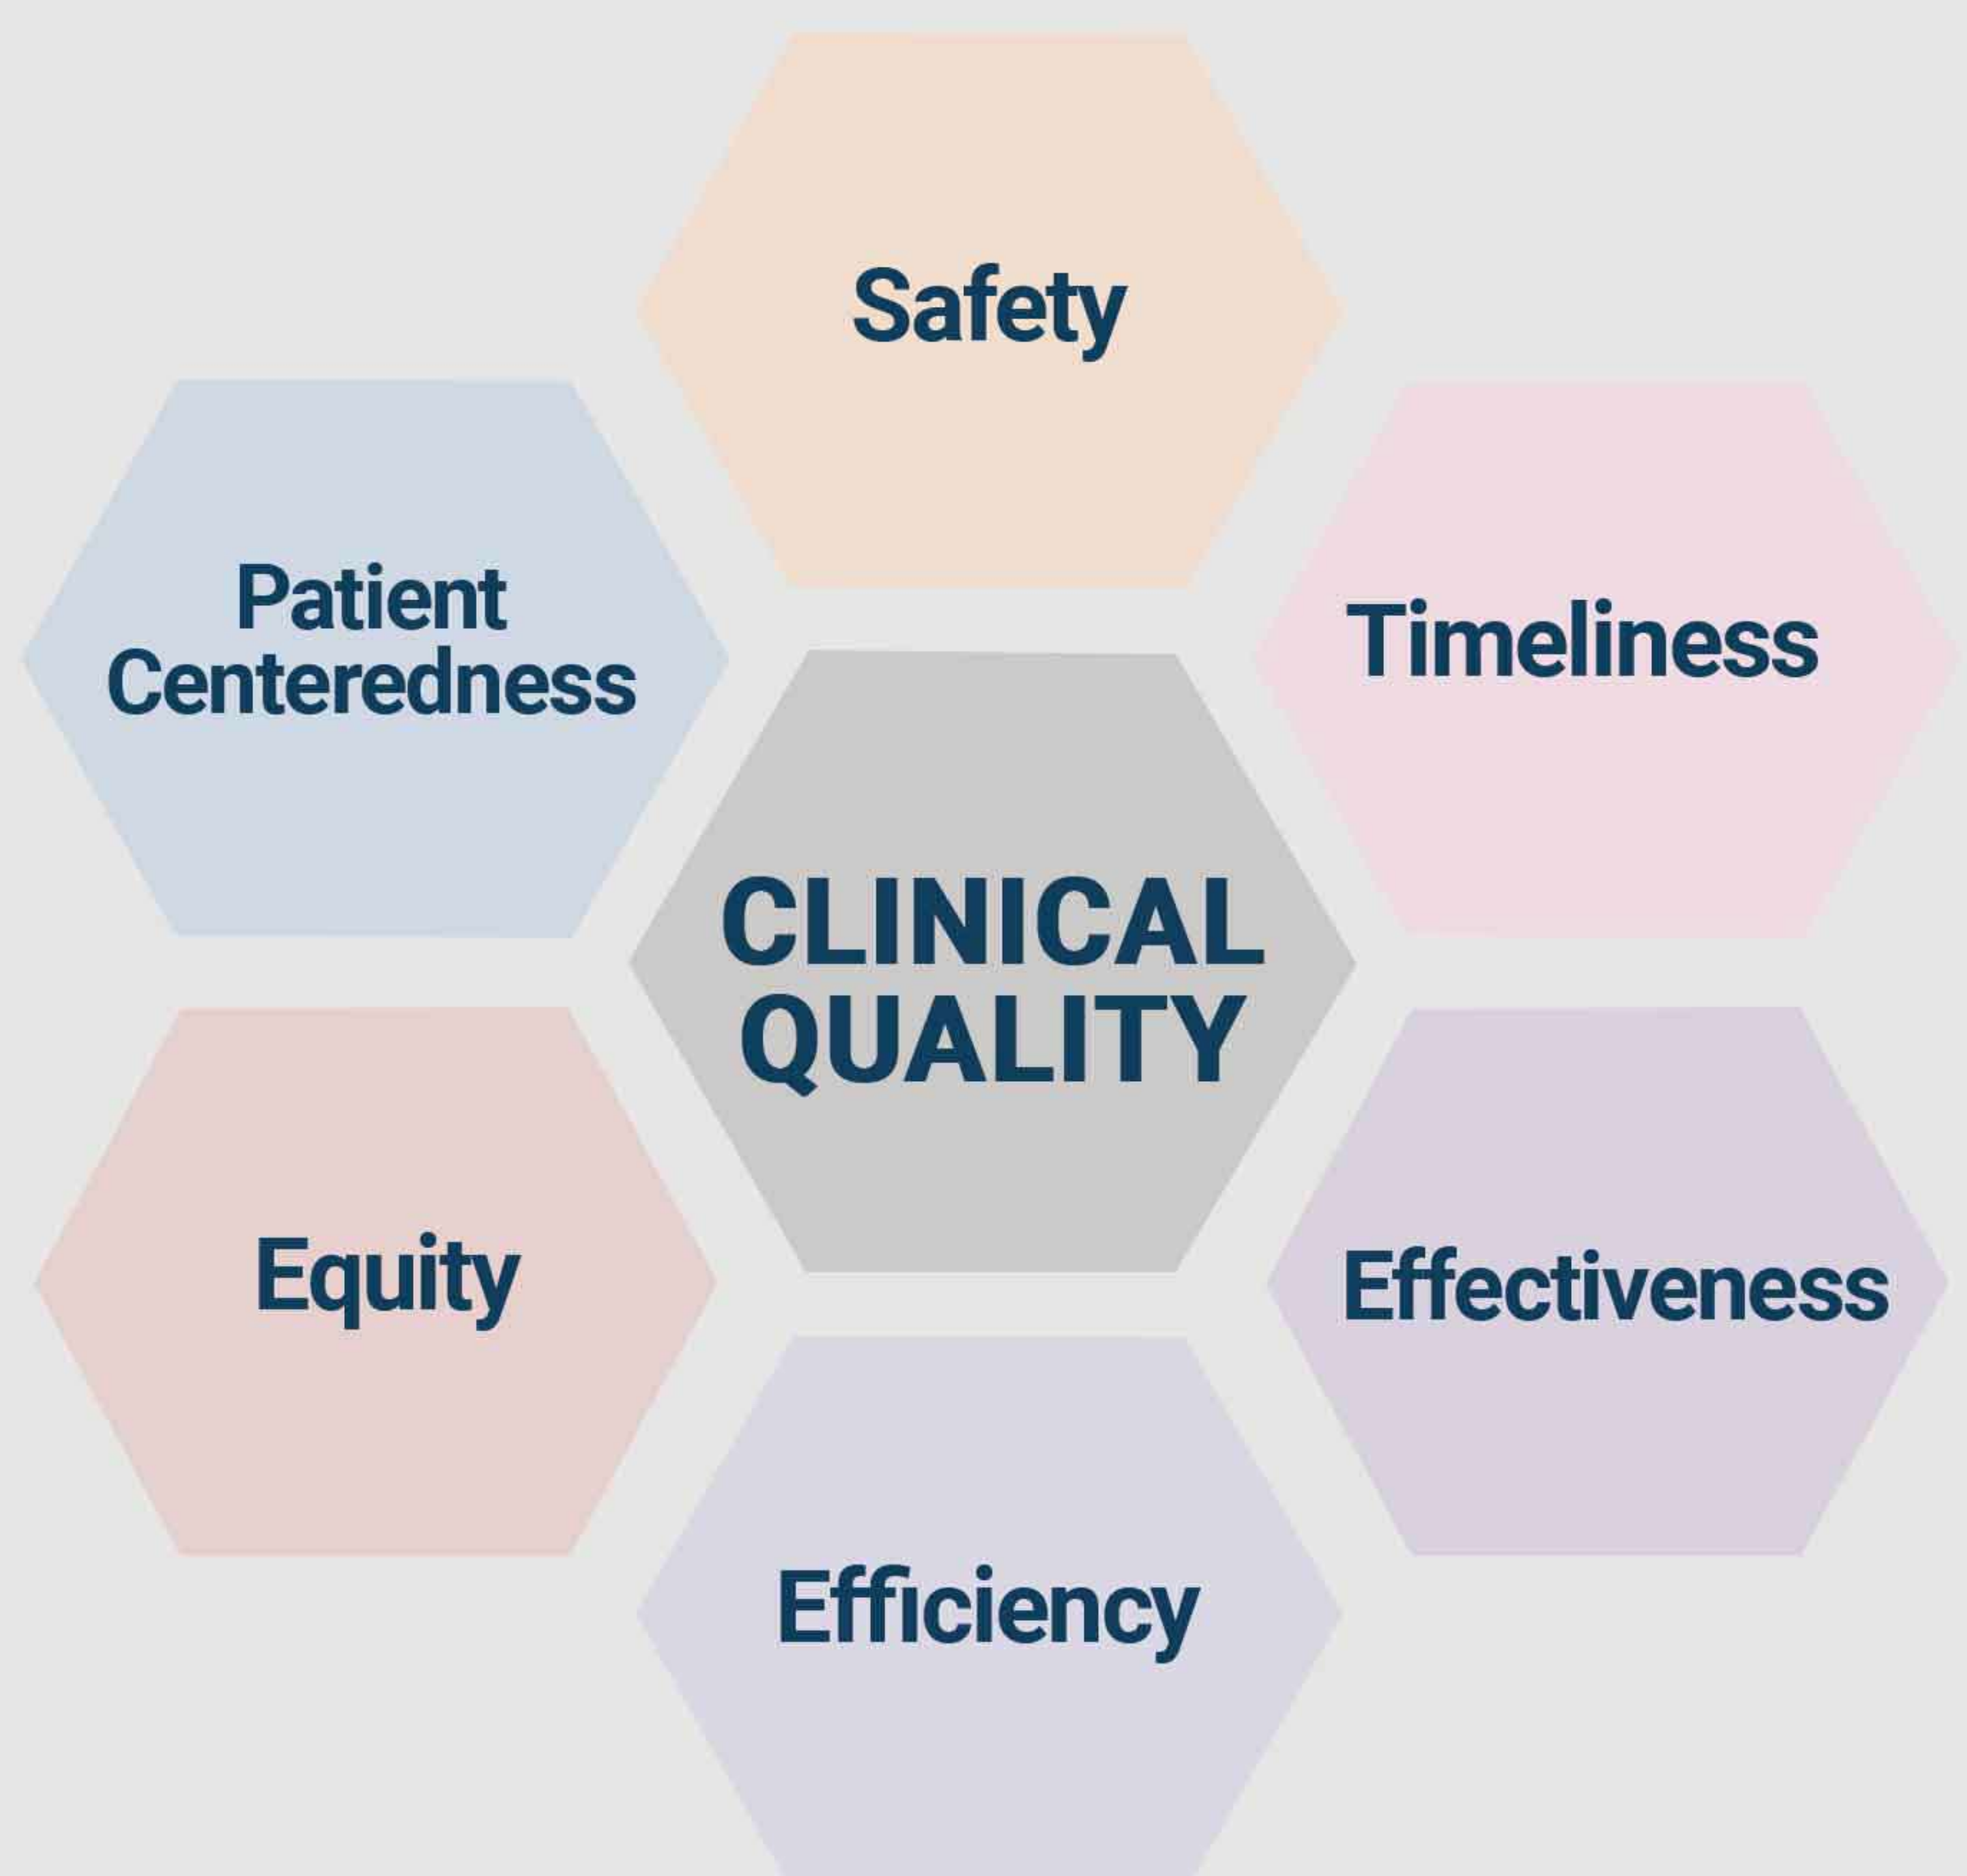 Safety
Patient
Centeredness
Timeliness
CLINICAL
QUALITY
Equity
Effectiveness
Efficiency